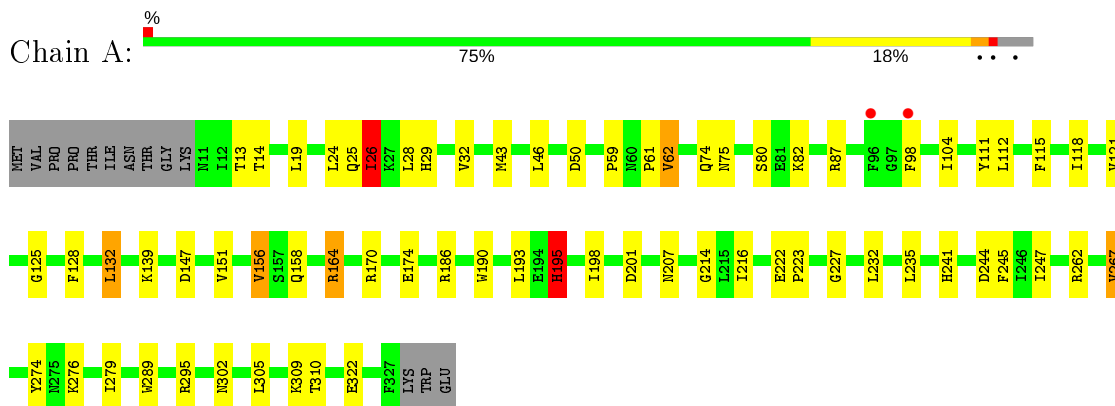 %
Chain A:
75% 18% • • •
MET VAL PRO PRO THR ILE ASN THR GLY LYS N11 I12 T13 T14 L19 L24 Q25 I26 K27 L28 H29 V32 M43 L46 D50 P59 N60 P61 V62 Q74 N75 S80 E81 K82 R87 F96 G97 F98 I104 Y111 L112 F115 I118
G125 F128 L132 K139 D147 V151 V156 S157 Q158 R164 R170 E174 R186 W190 L193 E194 H195 I198 D201 N207 G214 L215 I216 E222 P223 G227 L232 L235 H241 D244 F245 I246 I247 R262
Y274 N275 K276 I279 W289 R295 N302 L305 K309 T310 E322 F327 LYS TRP GLU